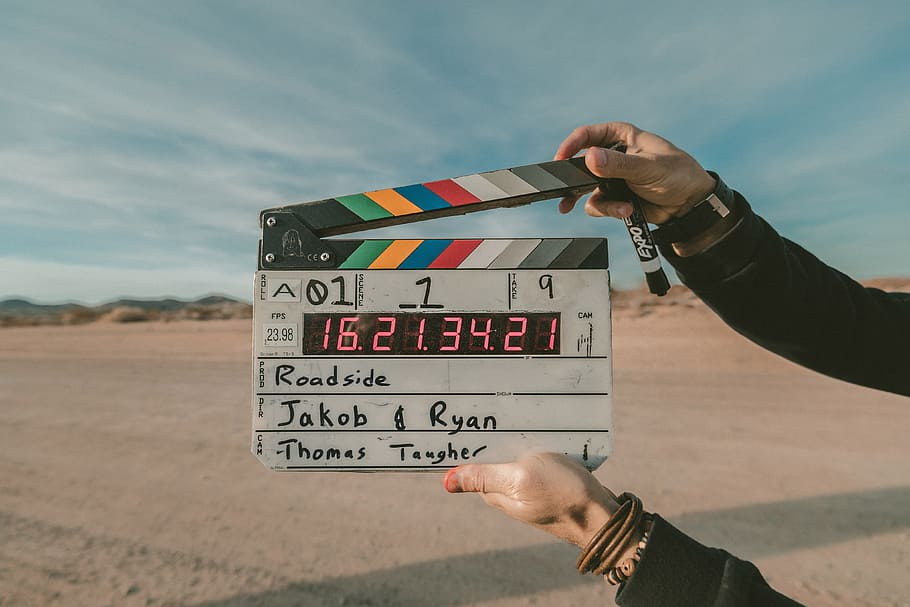 CE
EXPO
ROLL A 01 SCENE 1 TAKE 9
FPS CAM
23.98
16.21.34.21
PROD Roadside
DIR Jakob & Ryan
CAM Thomas Taugher